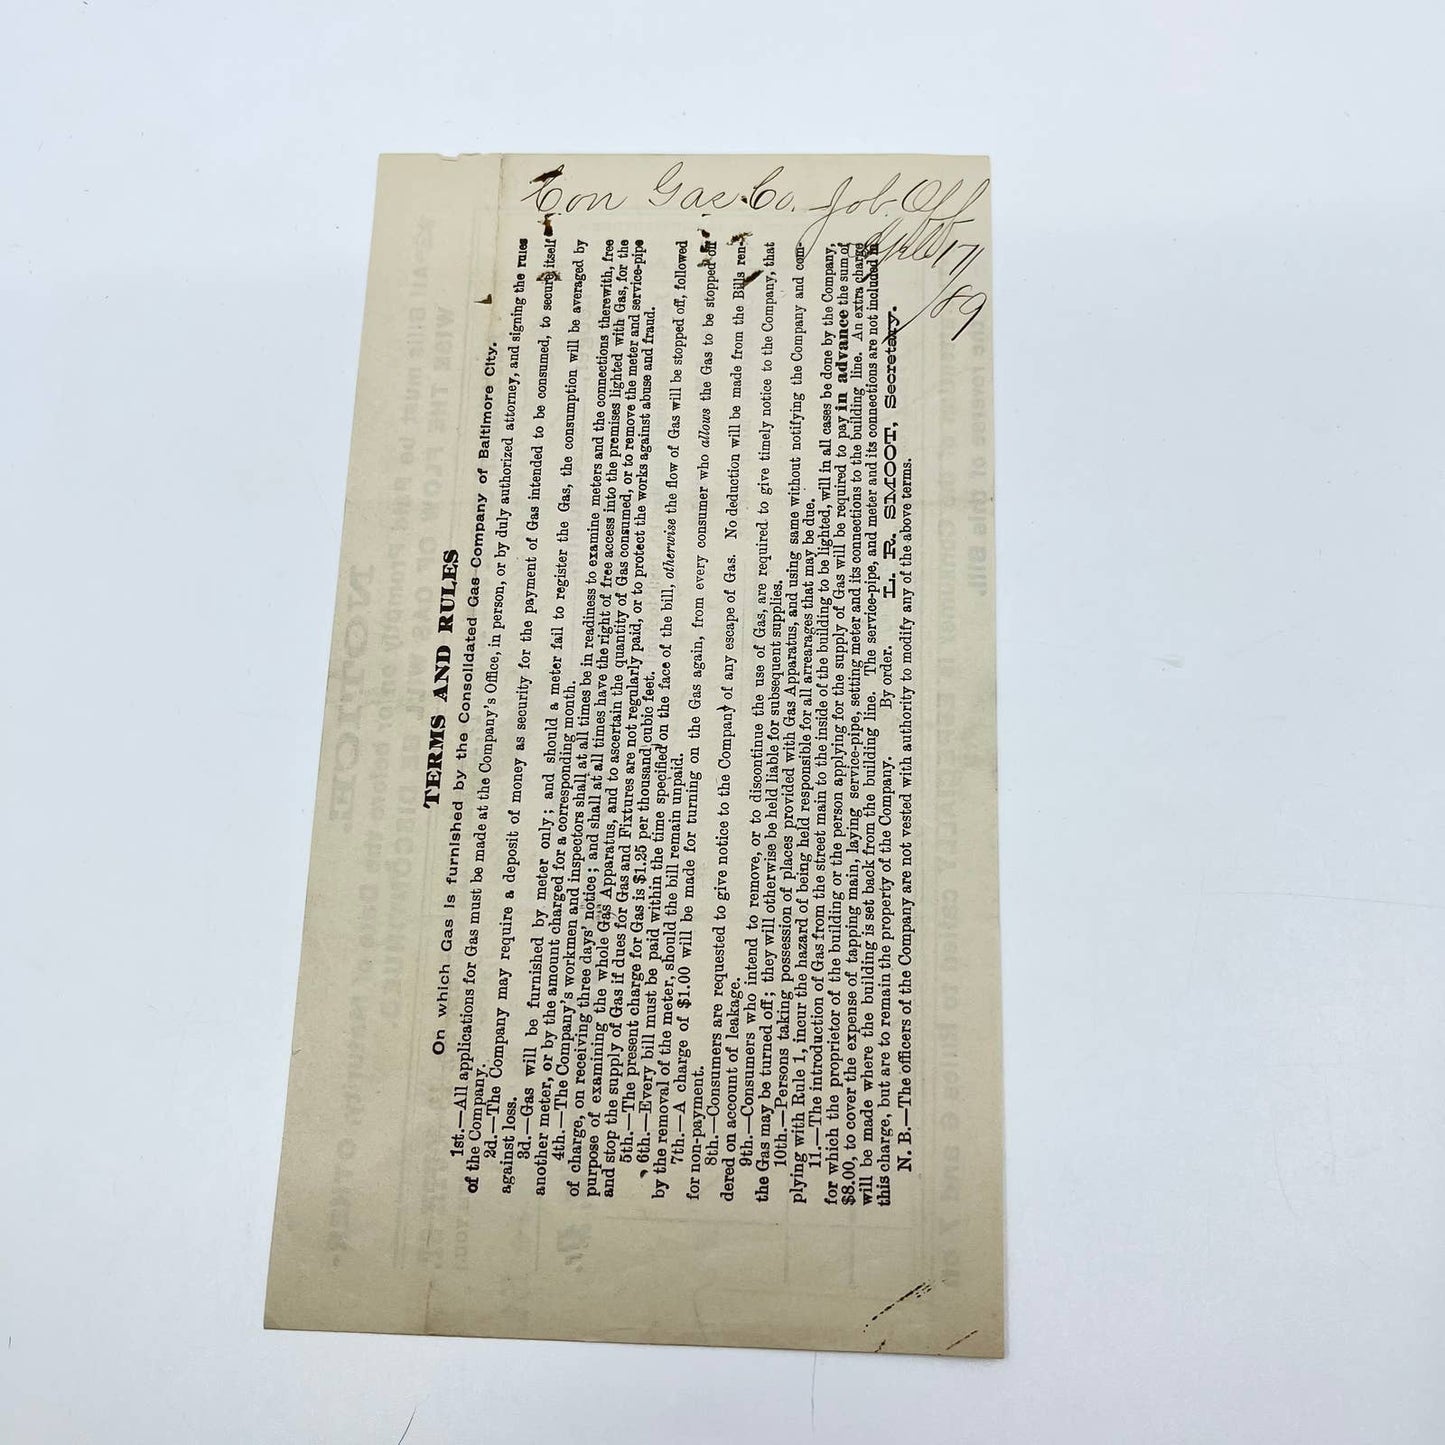 Con Gas Co. Job. Off
17
/89
TERMS AND RULES
On which Gas is furnished by the Consolidated Gas Company of Baltimore City.
1st.—All applications for Gas must be made at the Company's Office, in person, or by duly authorized attorney, and signing the rules
of the Company.
2d.—The Company may require a deposit of money as security for the payment of Gas intended to be consumed, to secure itself
against loss.
3d.—Gas will be furnished by meter only; and should a meter fail to register the Gas, the consumption will be averaged by
another meter, or by the amount charged for a corresponding month.
4th.—The Company's workmen and inspectors shall at all times be in readiness to examine meters and the connections therewith, free
of charge, on receiving three days' notice; and shall at all times have the right of free access into the premises lighted with Gas, for the
purpose of examining the whole Gas Apparatus, and to ascertain the quantity of Gas consumed, or to remove the meter and service-pipe
and stop the supply of Gas if dues for Gas and Fixtures are not regularly paid, or to protect the works against abuse and fraud.
5th.—The present charge for Gas is $1.25 per thousand cubic feet.
6th.—Every bill must be paid within the time specified on the face of the bill, otherwise the flow of Gas will be stopped off, followed
by the removal of the meter, should the bill remain unpaid.
7th.—A charge of $1.00 will be made for turning on the Gas again, from every consumer who allows the Gas to be stopped off
for non-payment.
8th.—Consumers are requested to give notice to the Company of any escape of Gas. No deduction will be made from the Bills ren-
dered on account of leakage.
9th.—Consumers who intend to remove, or to discontinue the use of Gas, are required to give timely notice to the Company, that
the Gas may be turned off; they will otherwise be held liable for subsequent supplies.
10th.—Persons taking possession of places provided with Gas Apparatus, and using same without notifying the Company and com-
plying with Rule 1, incur the hazard of being held responsible for all arrearages that may be due.
11.—The introduction of Gas from the street main to the inside of the building to be lighted, will in all cases be done by the Company,
for which the proprietor of the building or the person applying for the supply of Gas will be required to pay in advance the sum of
$8.00, to cover the expense of tapping main, laying service-pipe, setting meter and its connections to the building line. An extra charge
will be made where the building is set back from the building line. The service-pipe, and meter and its connections are not included in
this charge, but are to remain the property of the Company. By order. L. R. SMOOT, Secretary.
N. B.—The officers of the Company are not vested with authority to modify any of the above terms.